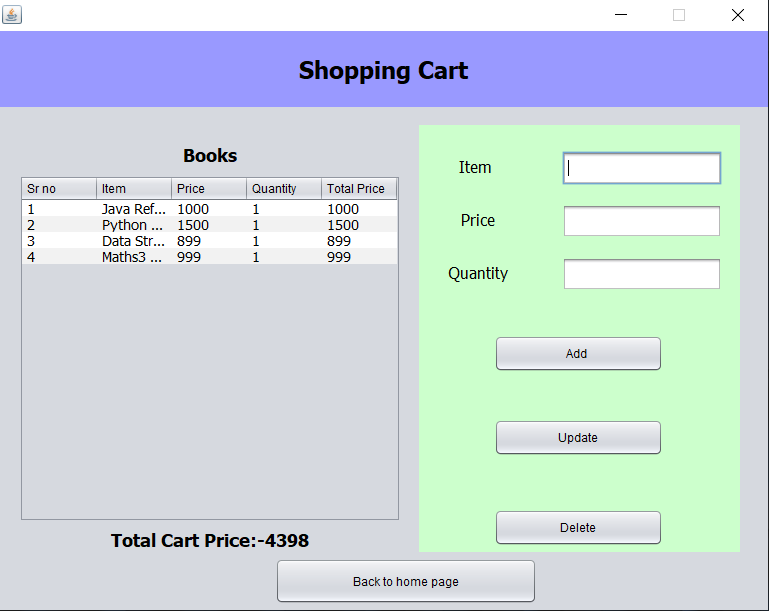 Shopping Cart
Books
Sr no Item Price Quantity Total Price
1 Java Ref... 1000 1 1000
2 Python ... 1500 1 1500
3 Data Str... 899 1 899
4 Maths3 ... 999 1 999
Total Cart Price:-4398
Item
Price
Quantity
Add
Update
Delete
Back to home page